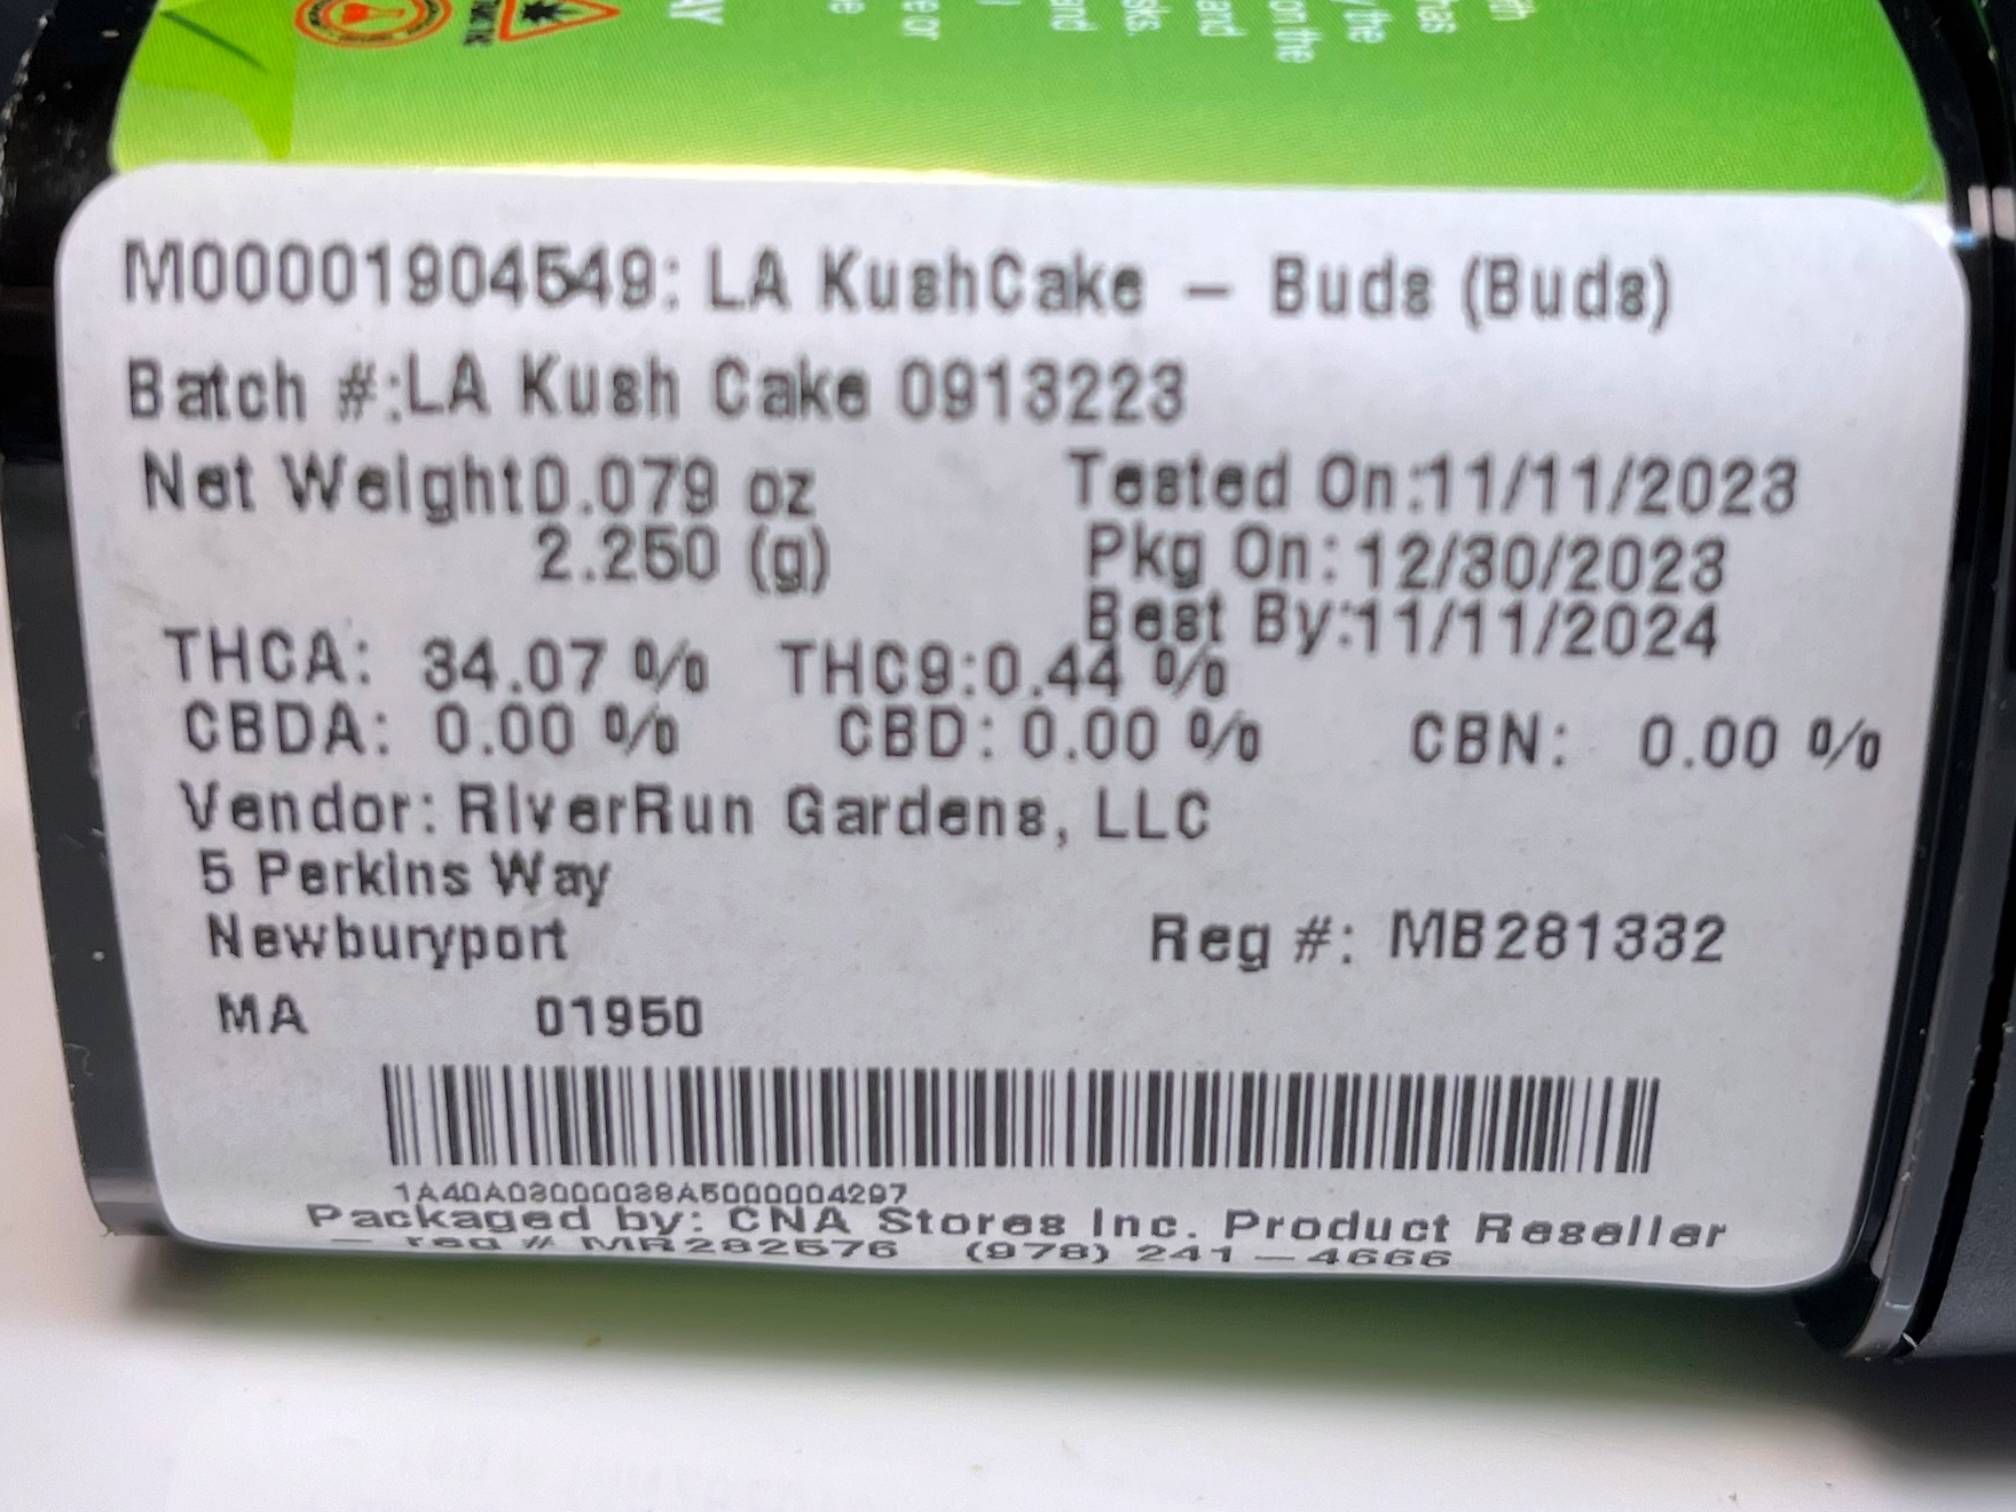 M00001904549: LA KushCake – Buds (Buds)
Batch #:LA Kush Cake 0913223
Net Weight0.079 oz
2.250 (g)
Tested On:11/11/2023
Pkg On: 12/30/2023
Best By:11/11/2024
THCA: 34.07 % THC9:0.44 %
CBDA: 0.00 % CBD: 0.00 % CBN: 0.00 %
Vendor: RiverRun Gardens, LLC
5 Perkins Way
Newburyport
Reg #: MB281332
MA 01950
1A40A03000038A5000004297
Packaged by: CNA Stores Inc. Product Reseller
– reg # MR282576 (978) 241–4666